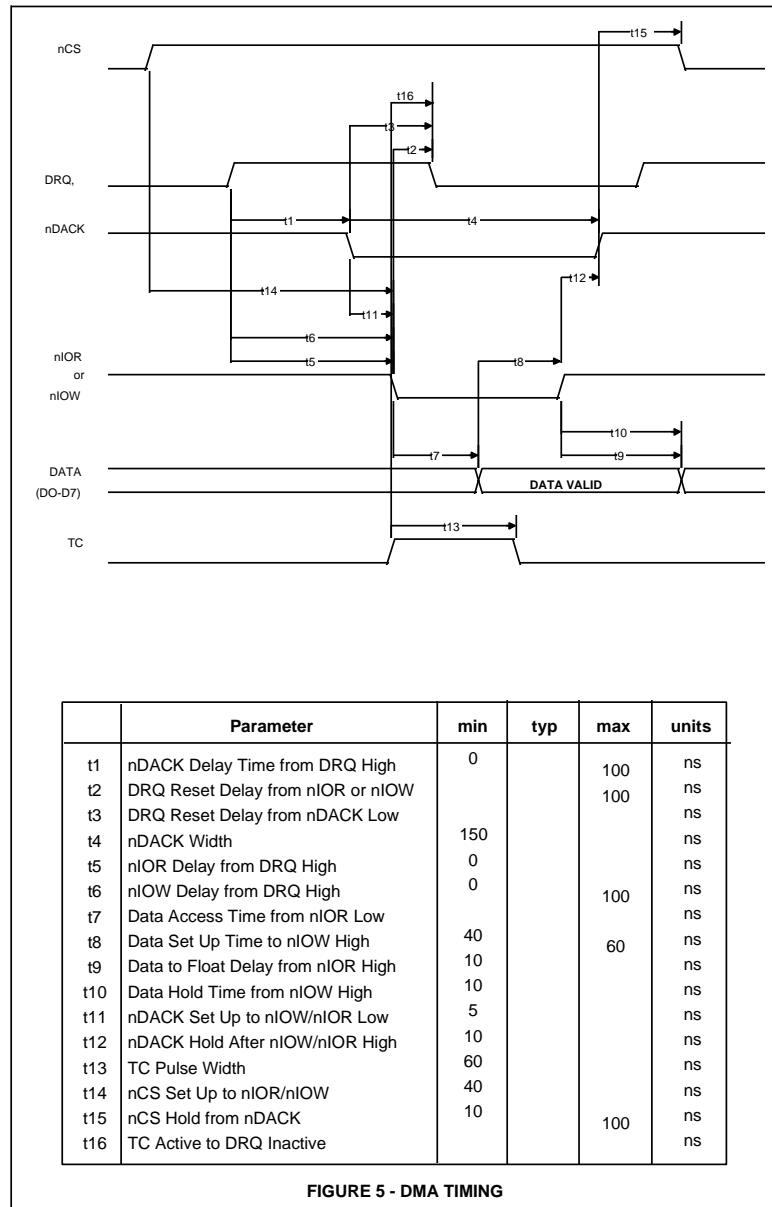 t15
nCS
t16
t3
t2
DRQ,
t1
t4
nDACK
t12
t14
t11
t6
nIOR
t8
t5
or
nIOW
t10
t7
t9
DATA
DATA VALID
(DO-D7)
t13
TC
Parameter min typ max units
t1 nDACK Delay Time from DRQ High 0 100 ns
t2 DRQ Reset Delay from nIOR or nIOW 100 ns
t3 DRQ Reset Delay from nDACK Low ns
t4 nDACK Width 150 ns
t5 nIOR Delay from DRQ High 0 ns
t6 nIOW Delay from DRQ High 0 100 ns
t7 Data Access Time from nIOR Low ns
t8 Data Set Up Time to nIOW High 40 60 ns
t9 Data to Float Delay from nIOR High 10 ns
t10 Data Hold Time from nIOW High 10 ns
t11 nDACK Set Up to nIOW/nIOR Low 5 ns
t12 nDACK Hold After nIOW/nIOR High 10 ns
t13 TC Pulse Width 60 ns
t14 nCS Set Up to nIOR/nIOW 40 ns
t15 nCS Hold from nDACK 10 100 ns
t16 TC Active to DRQ Inactive ns
FIGURE 5 - DMA TIMING